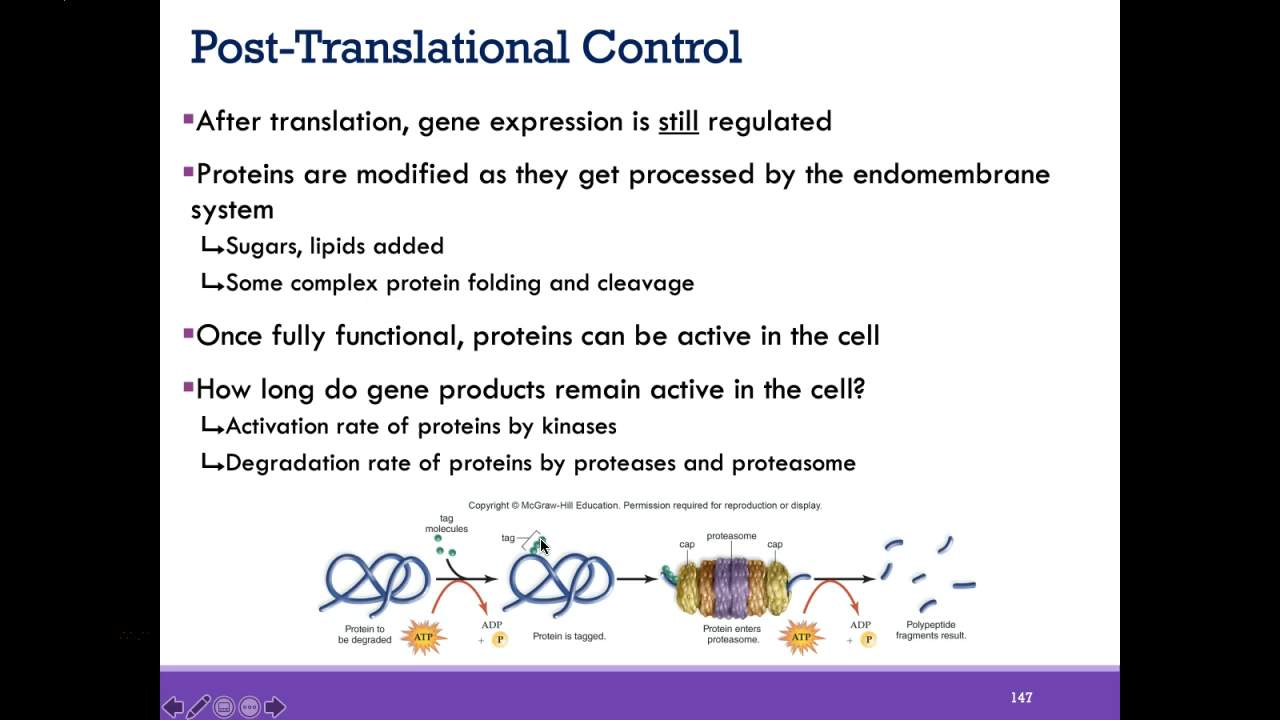 Post-Translational Control
▪After translation, gene expression is still regulated
▪Proteins are modified as they get processed by the endomembrane
system
↳Sugars, lipids added
↳Some complex protein folding and cleavage
▪Once fully functional, proteins can be active in the cell
▪How long do gene products remain active in the cell?
↳Activation rate of proteins by kinases
↳Degradation rate of proteins by proteases and proteasome
Copyright © McGraw-Hill Education. Permission required for reproduction or display.
tag
molecules
tag
cap
proteasome
cap
Protein to
be degraded
ATP
ADP
+ P
Protein is tagged.
Protein enters
proteasome.
ATP
ADP
+ P
Polypeptide
fragments result.
147